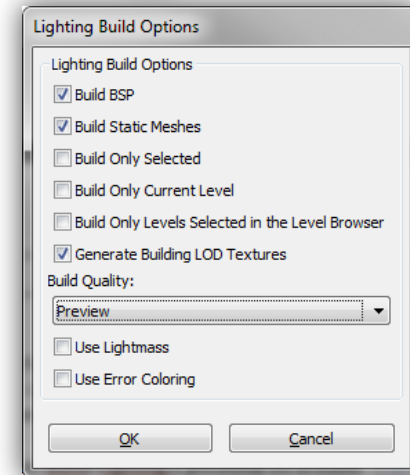 Lighting Build Options
Lighting Build Options
Build BSP
Build Static Meshes
Build Only Selected
Build Only Current Level
Build Only Levels Selected in the Level Browser
Generate Building LOD Textures
Build Quality:
Preview
Use Lightmass
Use Error Coloring
OK Cancel